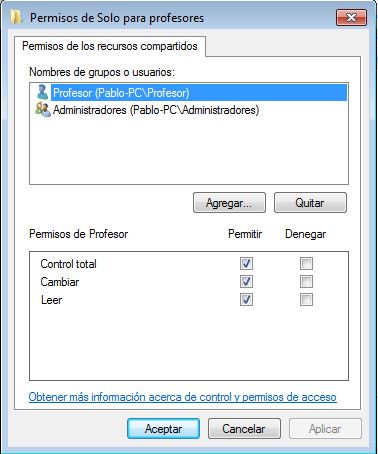 Permisos de Solo para profesores
Permisos de los recursos compartidos
Nombres de grupos o usuarios:
Profesor (Pablo-PC\Profesor)
Administradores (Pablo-PC\Administradores)
Agregar... Quitar
Permisos de Profesor Permitir Denegar
Control total
Cambiar
Leer
Obtener más información acerca de control y permisos de acceso
Aceptar Cancelar Aplicar